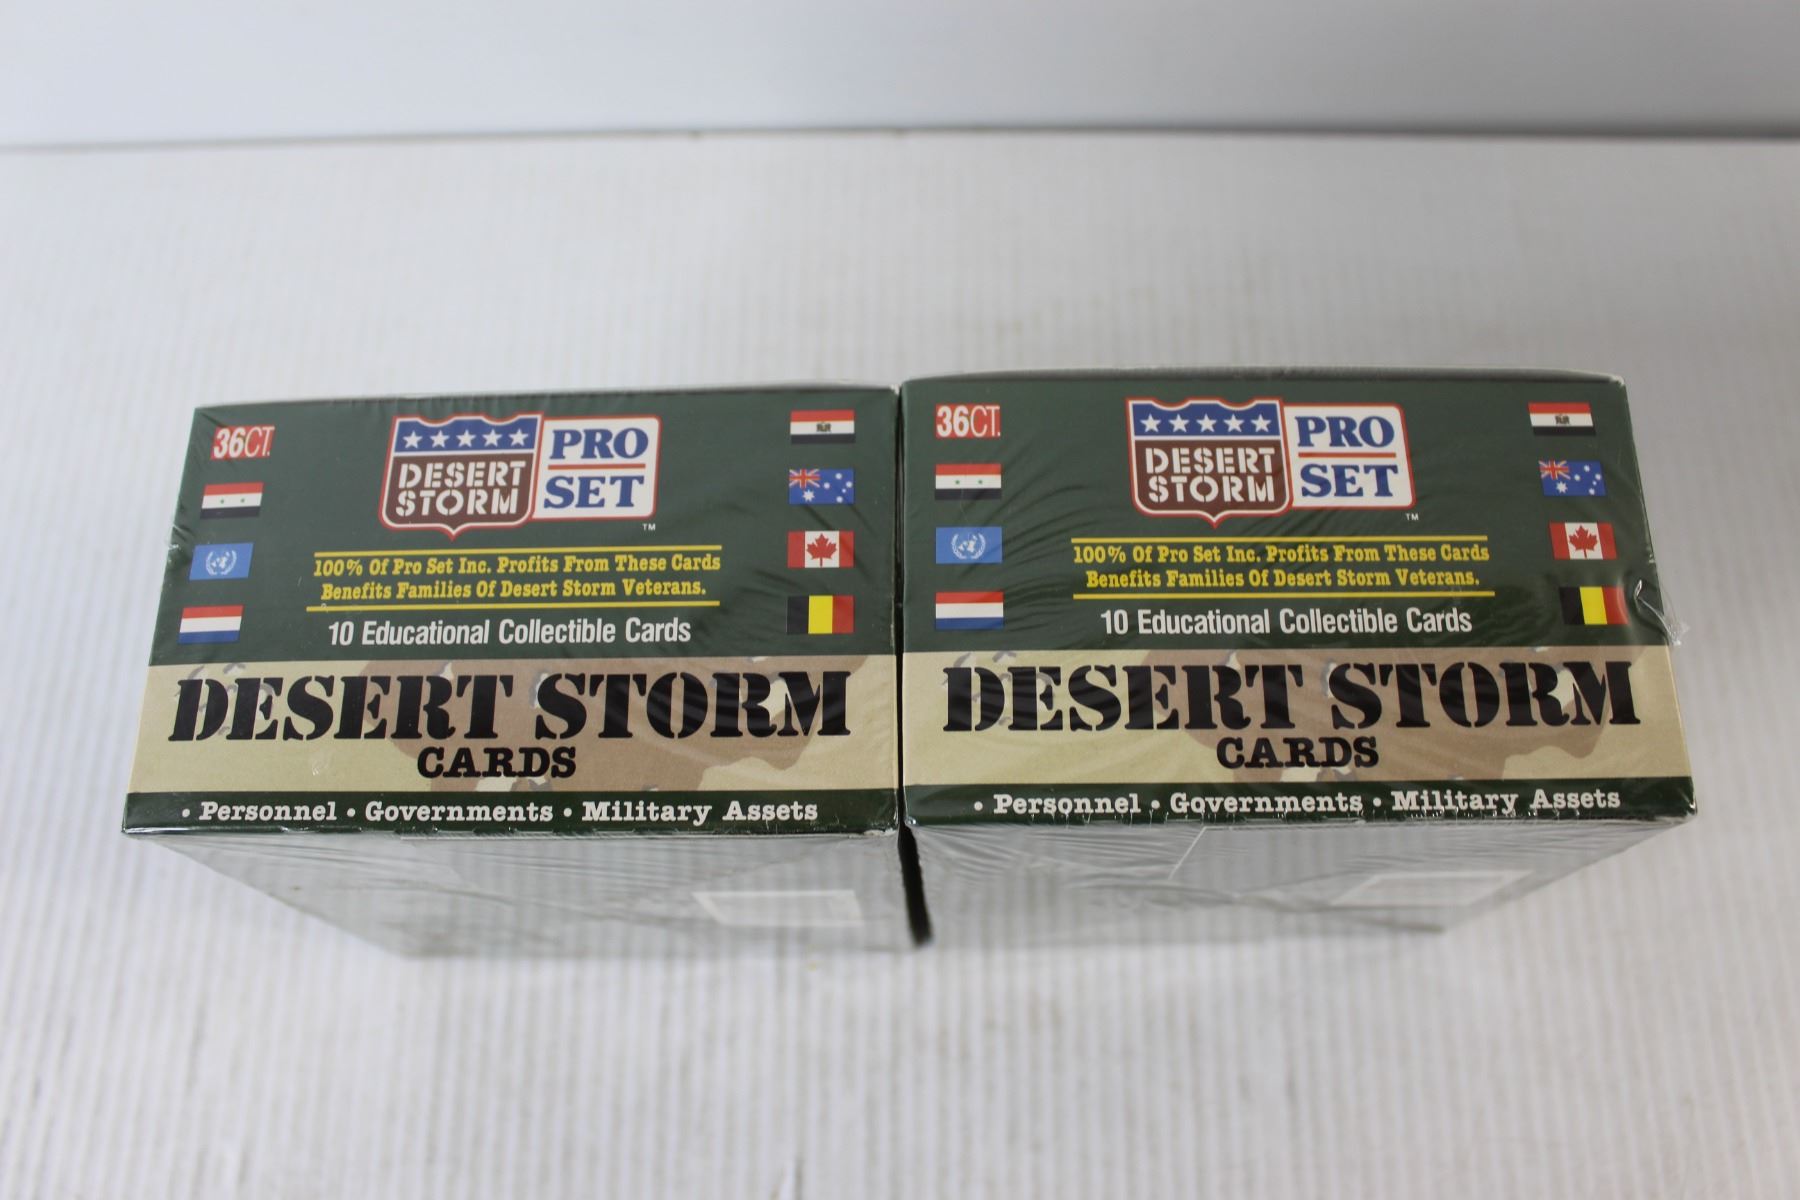 36CT.
DESERT
STORM
PRO
SET
TM
100% Of Pro Set Inc. Profits From These Cards
Benefits Families Of Desert Storm Veterans.
10 Educational Collectible Cards
DESERT STORM
CARDS
• Personnel • Governments • Military Assets
36CT.
DESERT
STORM
PRO
SET
TM
100% Of Pro Set Inc. Profits From These Cards
Benefits Families Of Desert Storm Veterans.
10 Educational Collectible Cards
DESERT STORM
CARDS
• Personnel • Governments • Military Assets